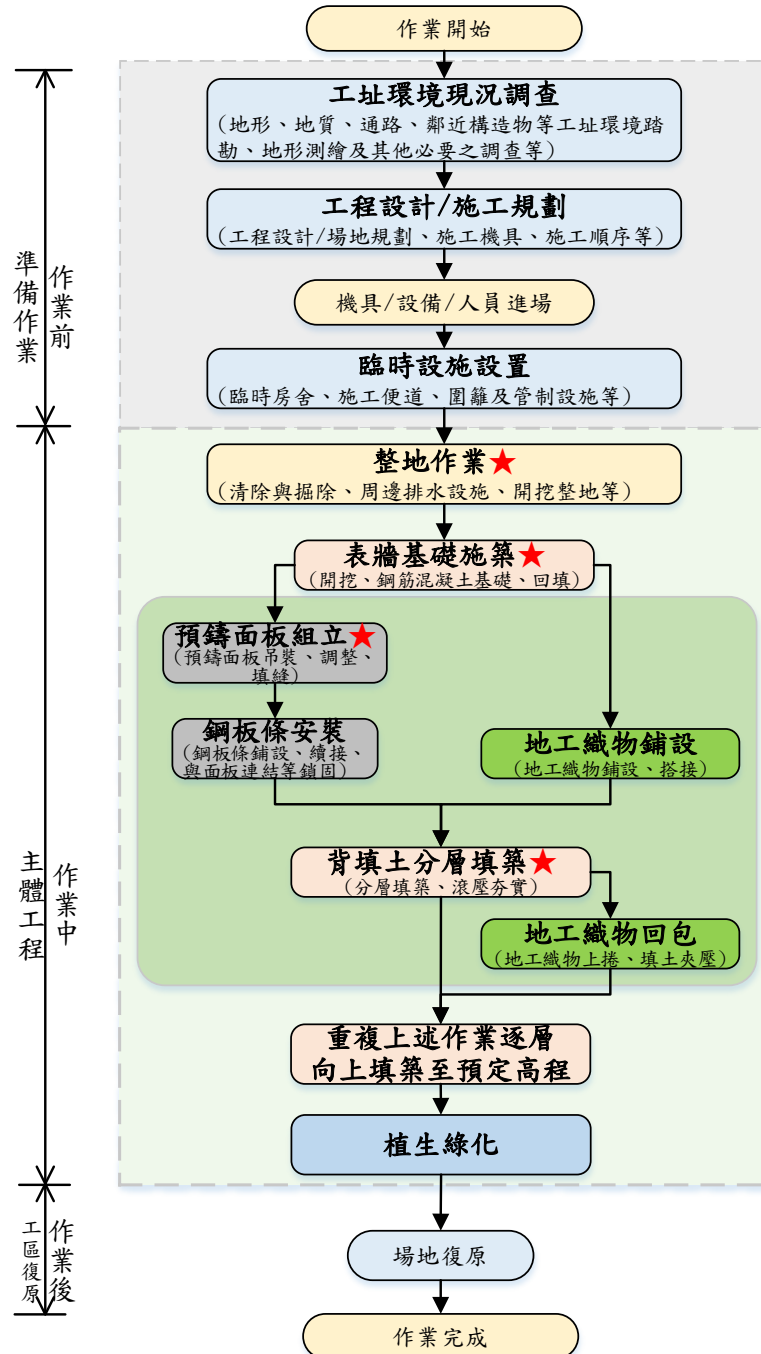 作業開始
工址環境現況調查
(地形、地質、通路、鄰近構造物等工址環境踏
勘、地形測繪及其他必要之調查等)
工程設計/施工規劃
(工程設計/場地規劃、施工機具、施工順序等)
機具/設備/人員進場
臨時設施設置
(臨時房舍、施工便道、圍籬及管制設施等)
準備作業
作業前
整地作業★
(清除與掘除、周邊排水設施、開挖整地等)
表牆基礎施築★
(開挖、鋼筋混凝土基礎、回填)
預鑄面板組立★
(預鑄面板吊裝、調整、
填縫)
鋼板條安裝
(鋼板條鋪設、續接、
與面板連結等鎖固)
地工織物鋪設
(地工織物鋪設、搭接)
背填土分層填築★
(分層填築、滾壓夯實)
地工織物回包
(地工織物上捲、填土夾壓)
重複上述作業逐層
向上填築至預定高程
植生綠化
主體工程
作業中
場地復原
作業完成
工區復原
作業後